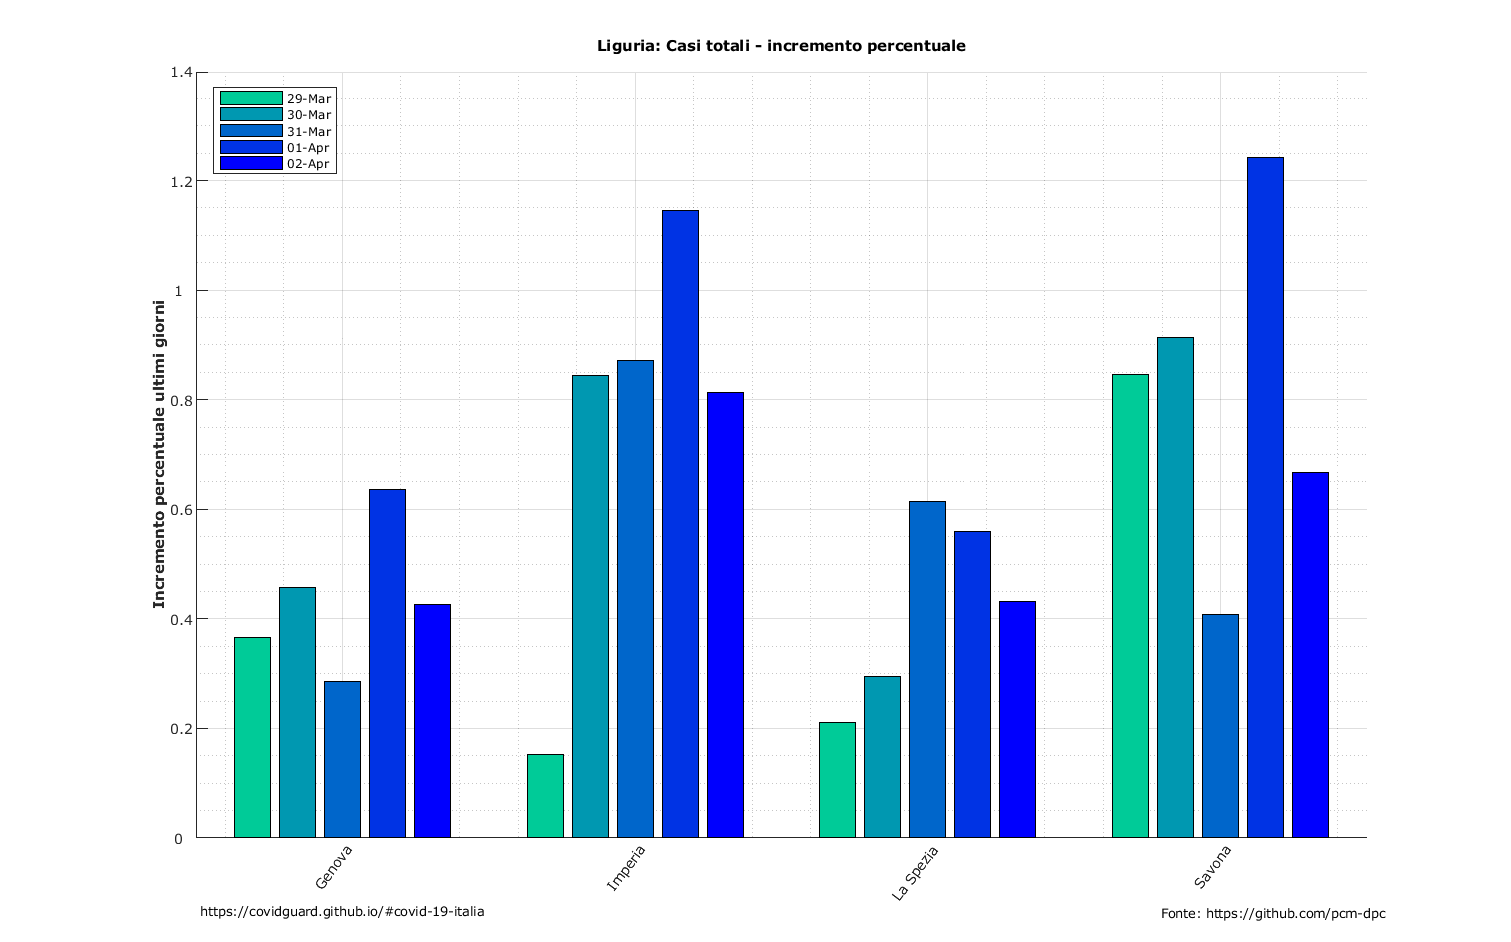 Liguria: Casi totali - incremento percentuale
1.4
1.2
1
0.8
0.6
0.4
0.2
0
Incremento percentuale ultimi giorni
29-Mar
30-Mar
31-Mar
01-Apr
02-Apr
Genova
Imperia
La Spezia
Savona
https://covidguard.github.io/#covid-19-italia
Fonte: https://github.com/pcm-dpc